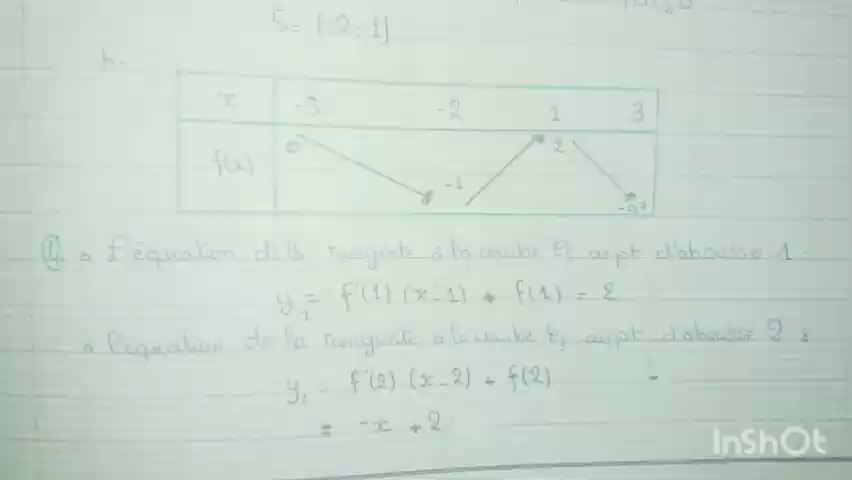 S = {-2; 1}
b.
x -3 -2 1 3
f(x) 0 -1 2
④ • L'équation de la tangente à la courbe au pt d'abscisse 1.
y = f'(1) (x-1) + f(1) = 2
• l'équation de la tangente à la courbe au pt d'abscisse 2 :
y₁ = f'(2) (x-2) + f(2)
= -x + 2
InShOt